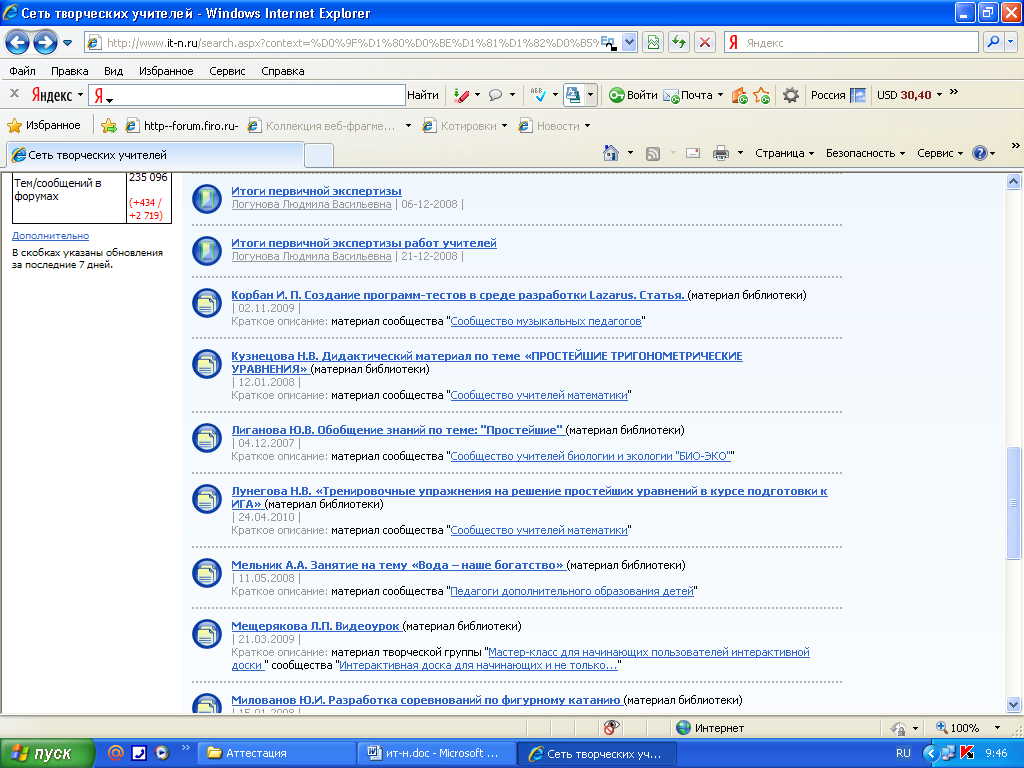 Сеть творческих учителей - Windows Internet Explorer
http://www.it-n.ru/search.aspx?context=%D0%9F%D1%80%D0%BE%D1%81%D1%82%D0%B5%
Яндекс
Файл Правка Вид Избранное Сервис Справка
Яндекс Я Найти Войти Почта Россия USD 30,40 »
Избранное http--forum.firo.ru- Коллекция веб-фрагме... Котировки Новости
Сеть творческих учителей Страница Безопасность Сервис »
235 096
Тем/сообщений в
форумах
(+434 /
+2 719)
Дополнительно
В скобках указаны обновления
за последние 7 дней.
Итоги первичной экспертизы
Логунова Людмила Васильевна | 06-12-2008 |
Итоги первичной экспертизы работ учителей
Логунова Людмила Васильевна | 21-12-2008 |
Корбан И. П. Создание программ-тестов в среде разработки Lazarus. Статья. (материал библиотеки)
| 02.11.2009 |
Краткое описание: материал сообщества "Сообщество музыкальных педагогов"
Кузнецова Н.В. Дидактический материал по теме «ПРОСТЕЙШИЕ ТРИГОНОМЕТРИЧЕСКИЕ
УРАВНЕНИЯ» (материал библиотеки)
| 12.01.2008 |
Краткое описание: материал сообщества "Сообщество учителей математики"
Лиганова Ю.В. Обобщение знаний по теме: "Простейшие" (материал библиотеки)
| 04.12.2007 |
Краткое описание: материал сообщества "Сообщество учителей биологии и экологии "БИО-ЭКО""
Лунегова Н.В. «Тренировочные упражнения на решение простейших уравнений в курсе подготовки к
ИГА» (материал библиотеки)
| 24.04.2010 |
Краткое описание: материал сообщества "Сообщество учителей математики"
Мельник А.А. Занятие на тему «Вода – наше богатство» (материал библиотеки)
| 11.05.2008 |
Краткое описание: материал сообщества "Педагоги дополнительного образования детей"
Мещерякова Л.П. Видеоурок (материал библиотеки)
| 21.03.2009 |
Краткое описание: материал творческой группы "Мастер-класс для начинающих пользователей интерактивной
доски " сообщества "Интерактивная доска для начинающих и не только..."
Милованов Ю.И. Разработка соревнований по фигурному катанию (материал библиотеки)
| 15.01.2008 |
Интернет 100%
пуск » Аттестация ит-н.doc - Microsoft ... Сеть творческих уч... RU 9:46